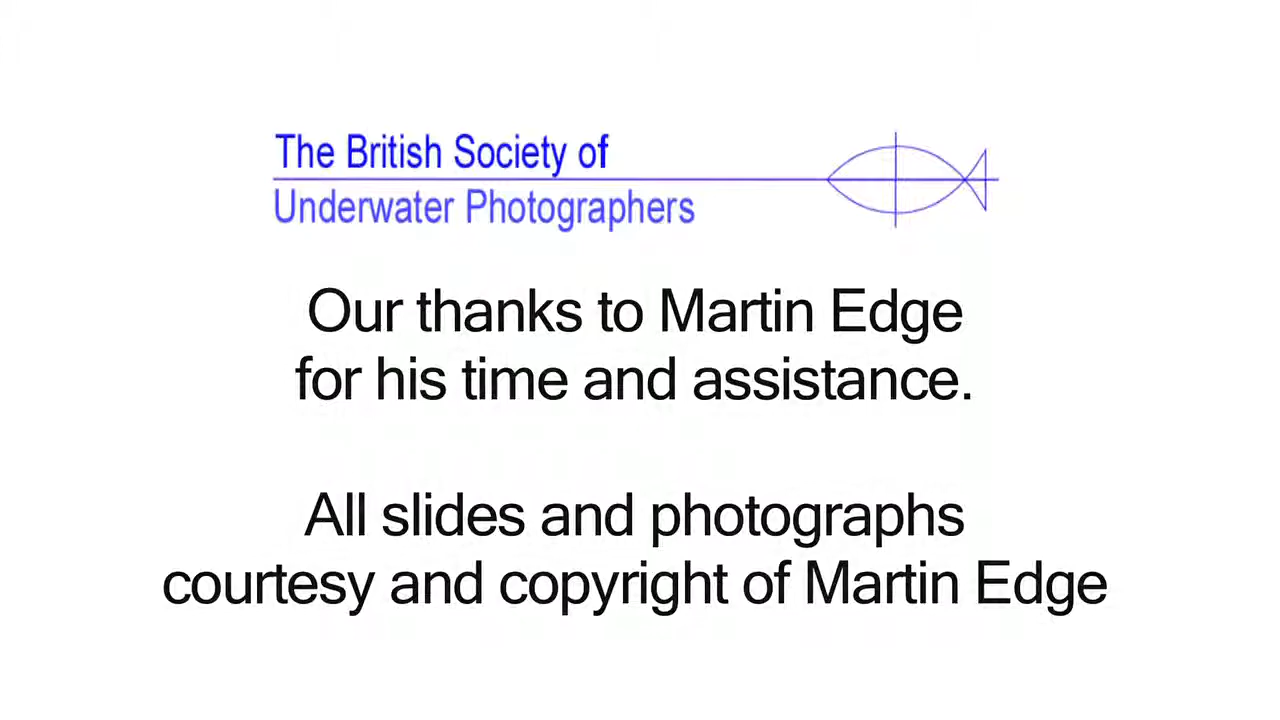 The British Society of
Underwater Photographers
Our thanks to Martin Edge
for his time and assistance.
All slides and photographs
courtesy and copyright of Martin Edge